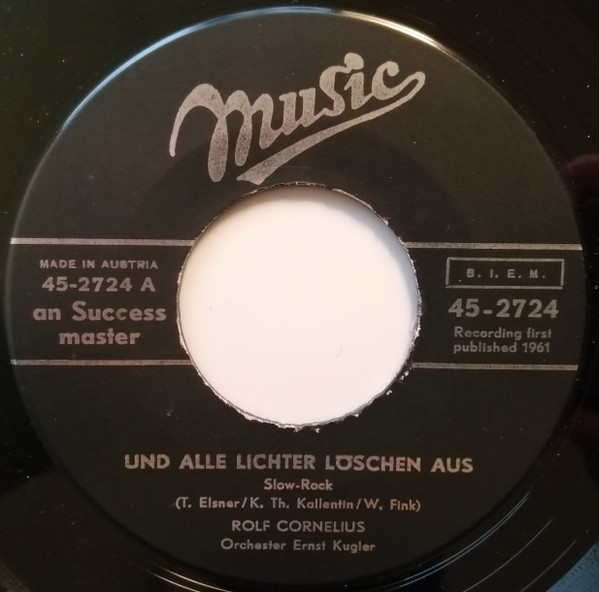 Music
MADE IN AUSTRIA
45-2724 A
an Success
master
B. I. E. M.
45-2724
Recording first
published 1961
UND ALLE LICHTER LÖSCHEN AUS
Slow-Rock
(T. Elsner/K. Th. Kallentin/W. Fink)
ROLF CORNELIUS
Orchester Ernst Kugler